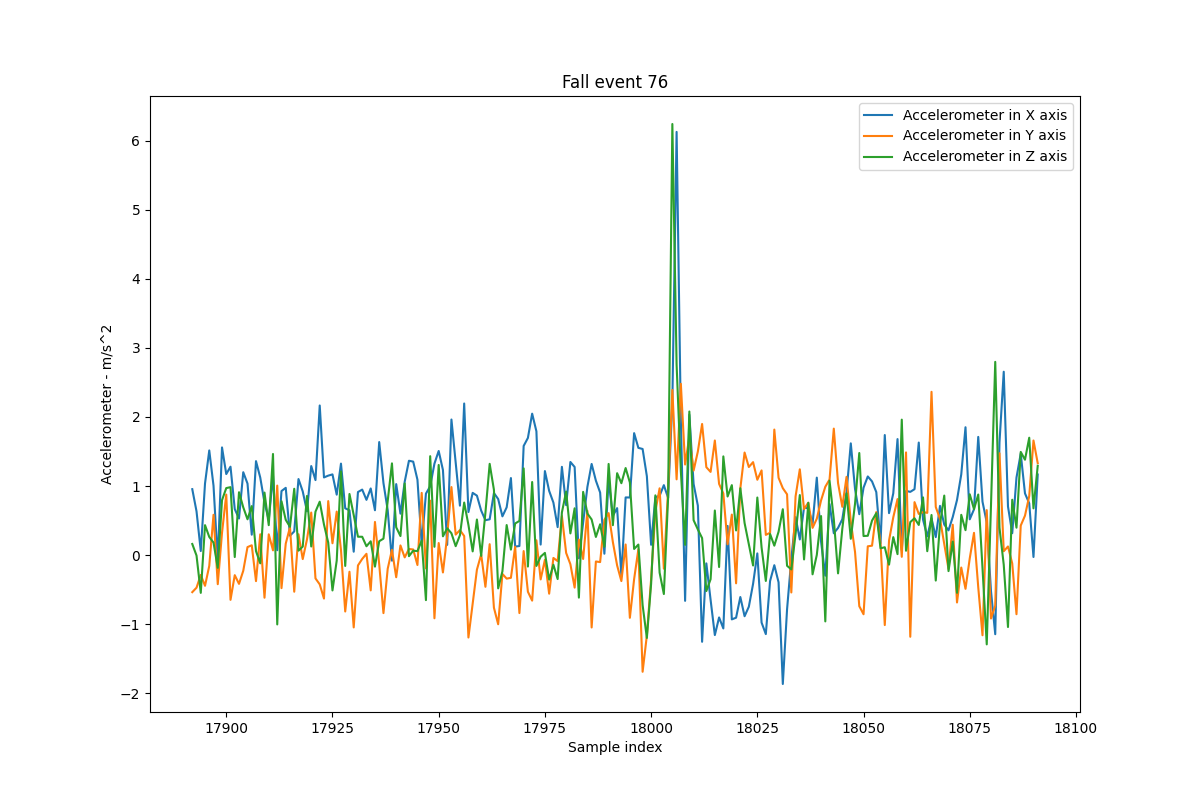 Fall event 76
Accelerometer in X axis
Accelerometer in Y axis
Accelerometer in Z axis
6
5
4
3
2
1
0
−1
−2
Accelerometer - m/s^2
17900 17925 17950 17975 18000 18025 18050 18075 18100
Sample index